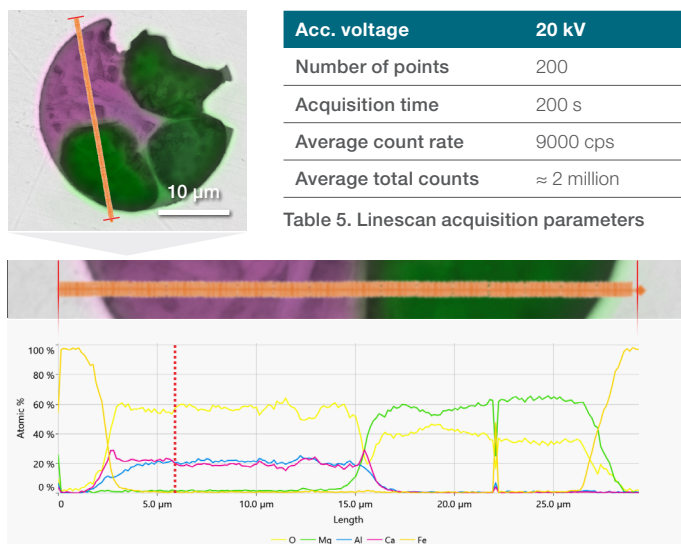 10 µm
Acc. voltage 20 kV
Number of points 200
Acquisition time 200 s
Average count rate 9000 cps
Average total counts ≈ 2 million
Table 5. Linescan acquisition parameters
100 %
80 %
60 %
40 %
20 %
0 %
Atomic %
0 5.0 µm 10.0 µm 15.0 µm 20.0 µm 25.0 µm
Length
O Mg Al Ca Fe